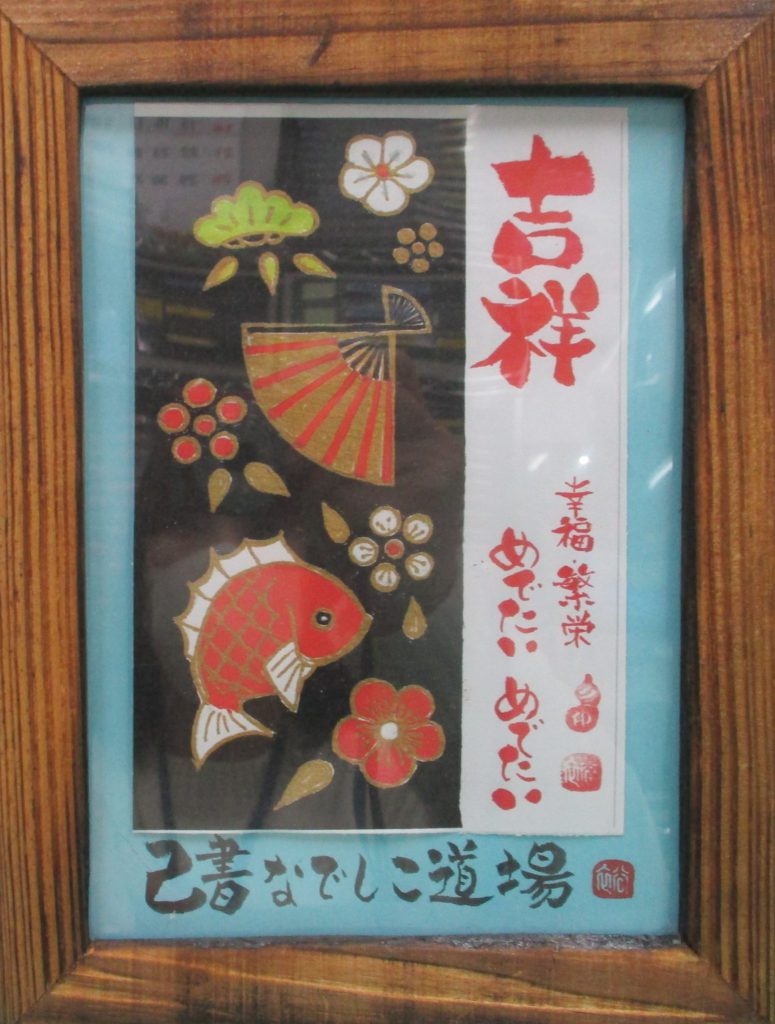 吉祥
幸福 繁栄
めでたい めでたい
己書なでしこ道場